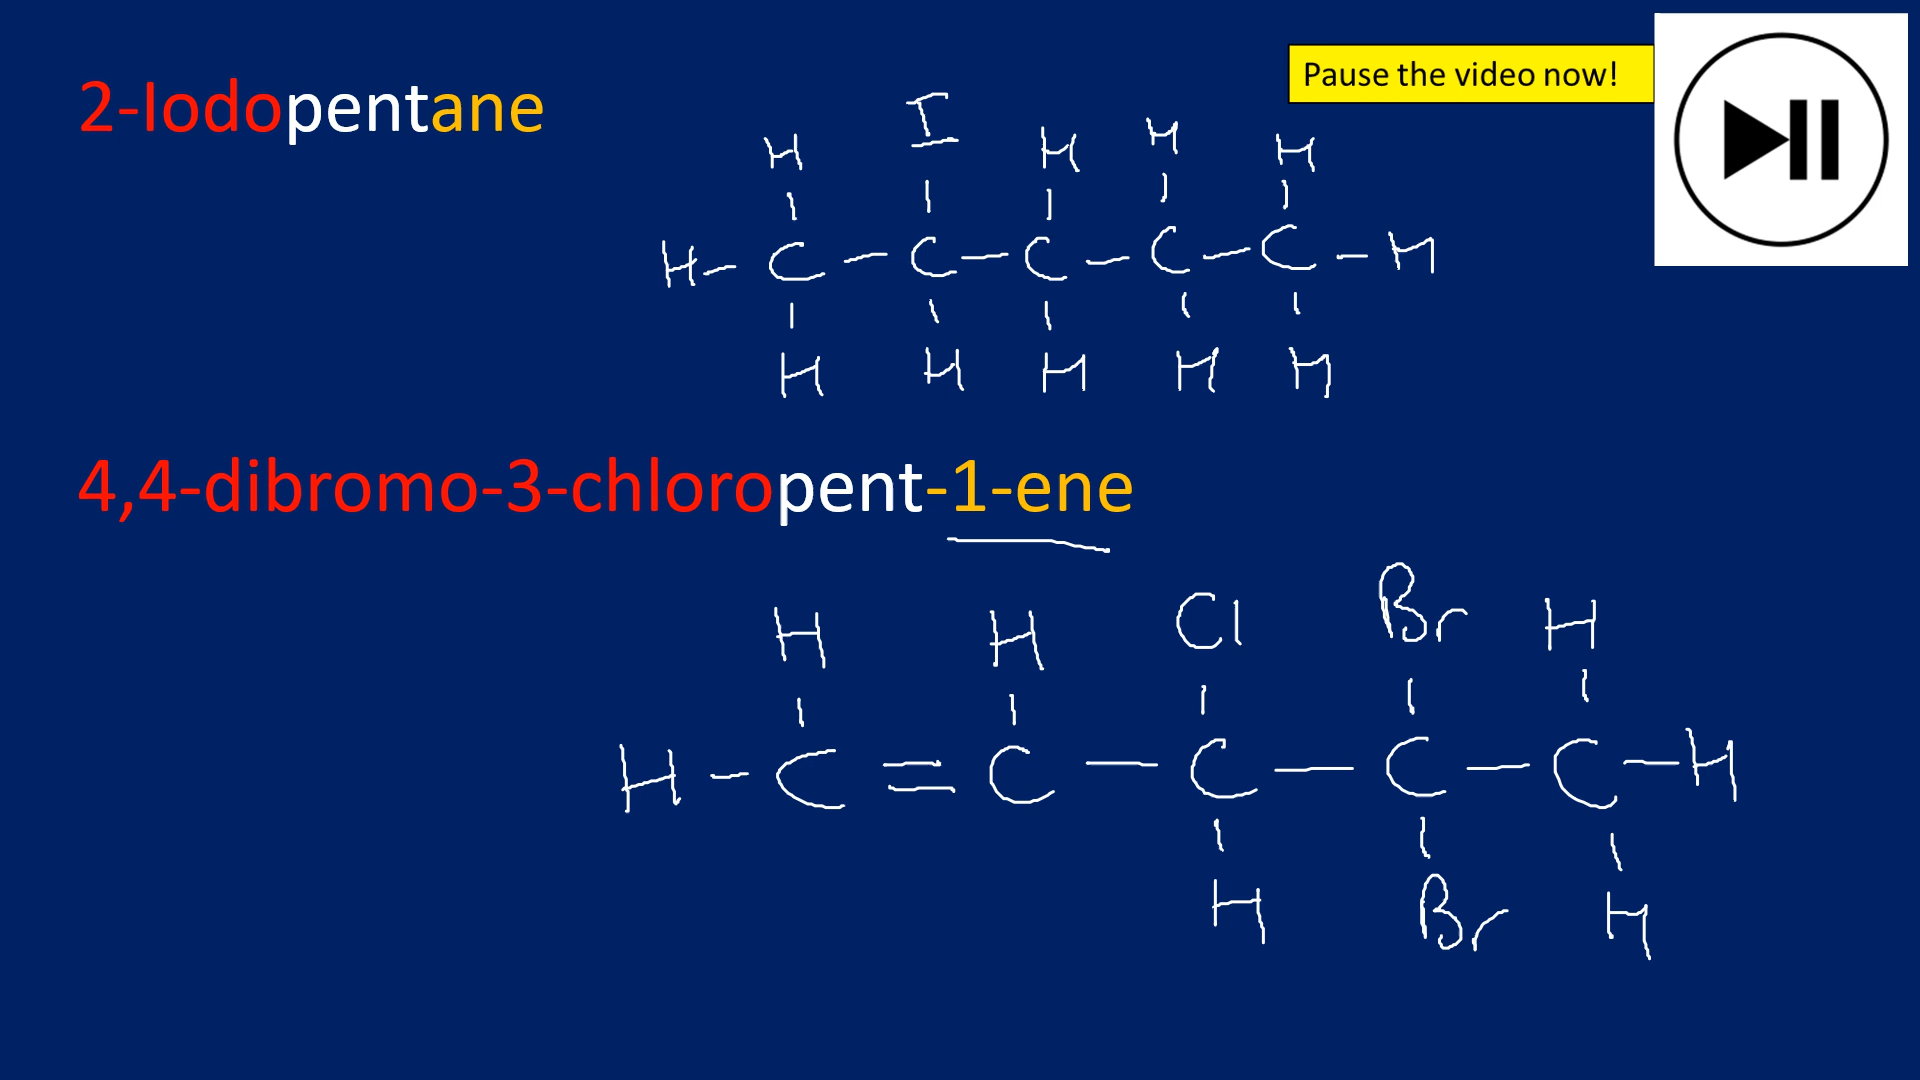 2-Iodopentane
Pause the video now!
H I H H H
H - C - C - C - C - C - H
H H H H H
4,4-dibromo-3-chloropent-1-ene
H H Cl Br H
H - C = C - C - C - C - H
H Br H